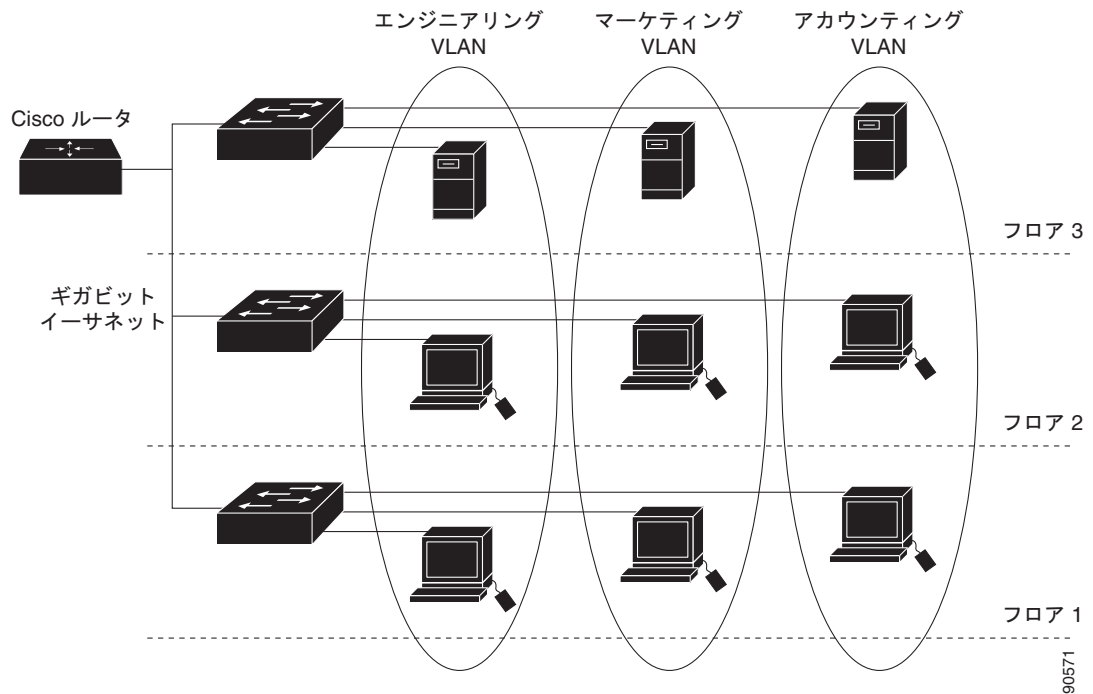 エンジニアリング
VLAN
マーケティング
VLAN
アカウンティング
VLAN
Cisco ルータ
フロア 3
ギガビット
イーサネット
フロア 2
フロア 1
90571